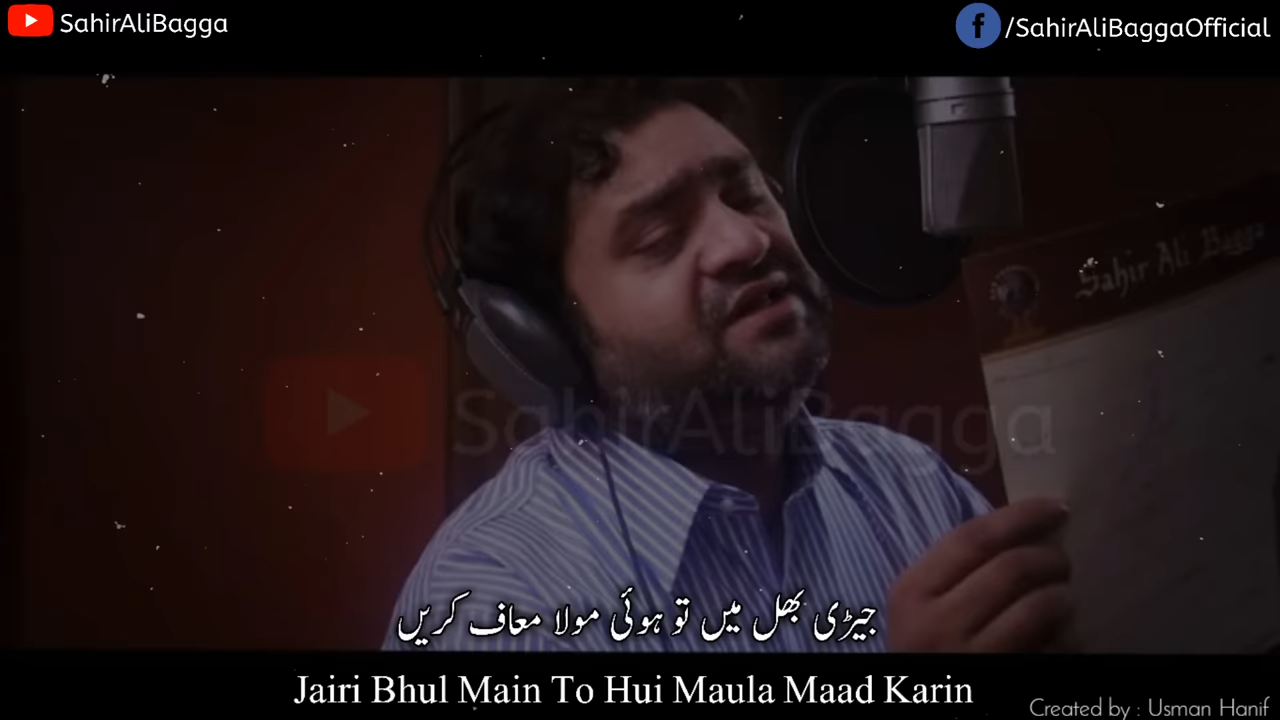 SahirAliBagga
/SahirAliBaggaOfficial
Sahir Ali Bagga
SahirAliBagga
جیڑی بھل میں تو ہوئی مولا معاف کریں
Jairi Bhul Main To Hui Maula Maad Karin
Created by : Usman Hanif